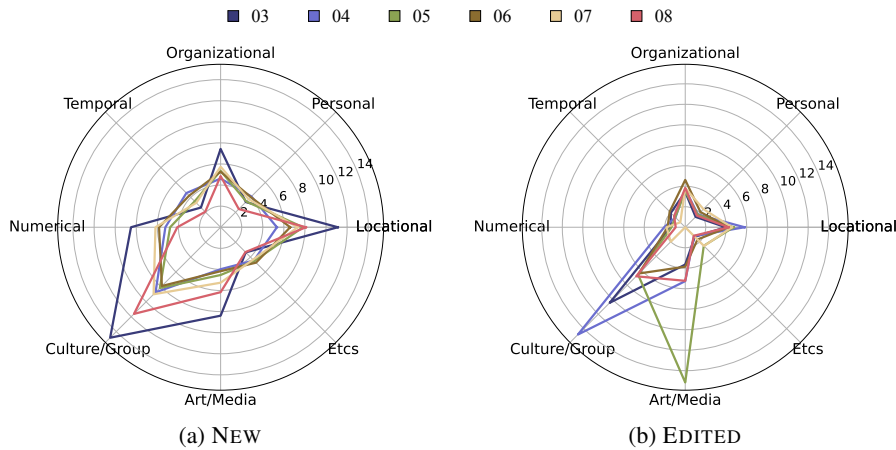 03 04 05 06 07 08
Organizational Organizational
Temporal Personal Temporal Personal
14 14
12 12
10 10
8 8
6 6
4 4
2 2
Numerical Locational Numerical Locational
Culture/Group Etcs Culture/Group Etcs
Art/Media Art/Media
(a) NEW (b) EDITED